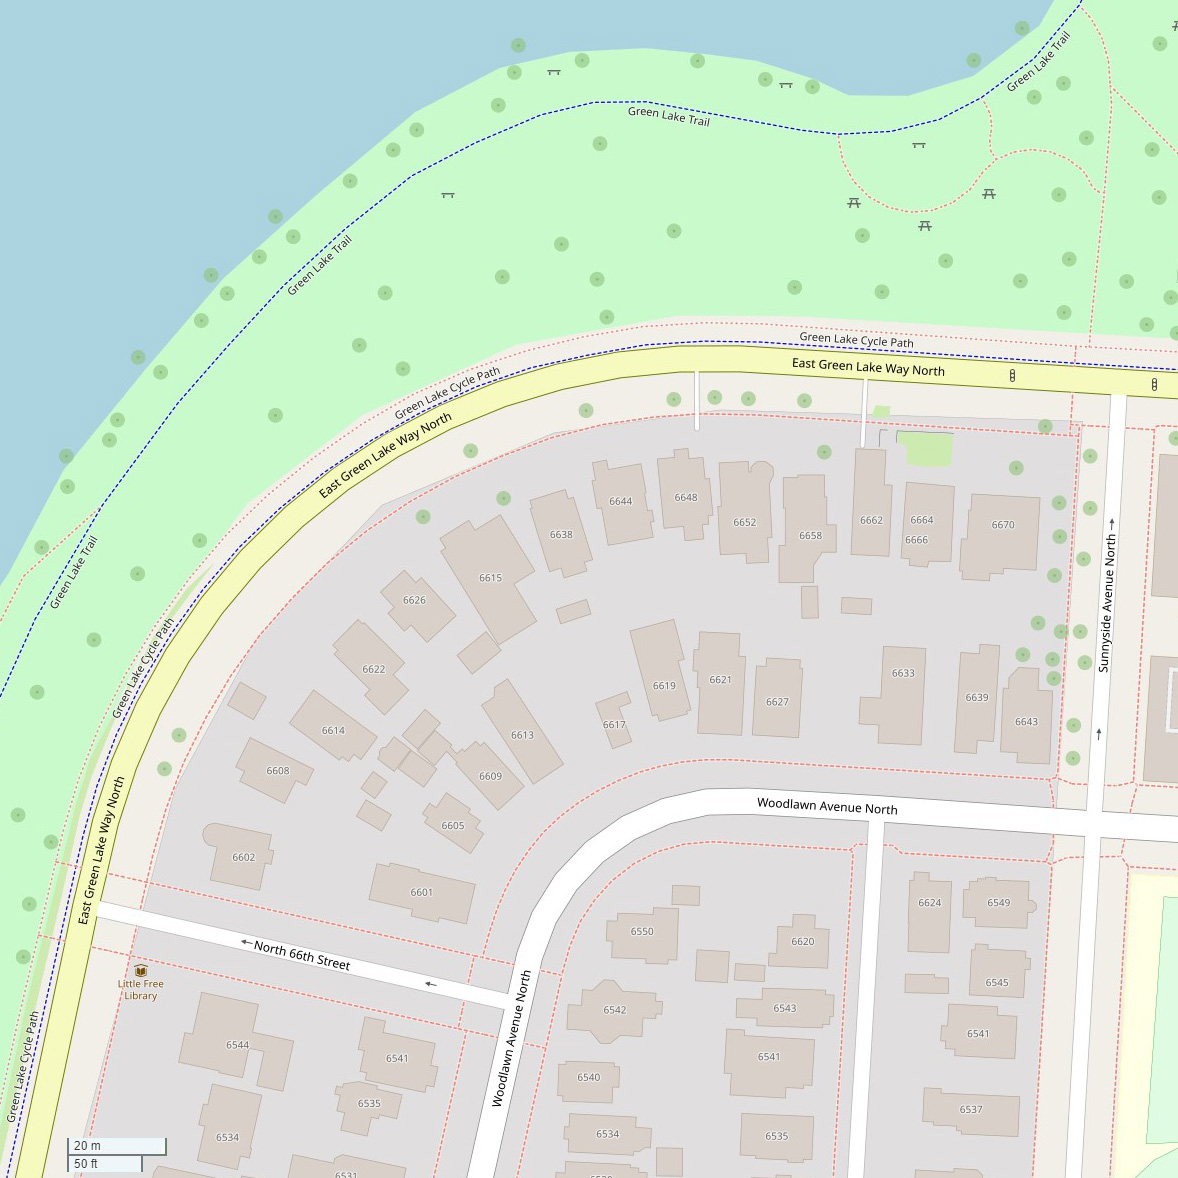 Green Lake Trail
Green Lake Trail
Green Lake Trail
Green Lake Cycle Path
East Green Lake Way North
Green Lake Cycle Path
East Green Lake Way North
6644
6648
6652
6638
6658
6662
6664
6666
6670
Sunnyside Avenue North
Green Lake Trail
6615
6626
6622
6619
6621
6627
6633
6639
6643
Green Lake Cycle Path
6614
6617
6613
6608
6609
6605
Woodlawn Avenue North
East Green Lake Way North
6602
6601
6624
6549
6550
6620
North 66th Street
Little Free
Library
6545
6542
6543
Woodlawn Avenue North
6544
6541
6541
6541
Green Lake Cycle Path
6540
6535
6537
6534
6534
6535
20 m
50 ft
6531